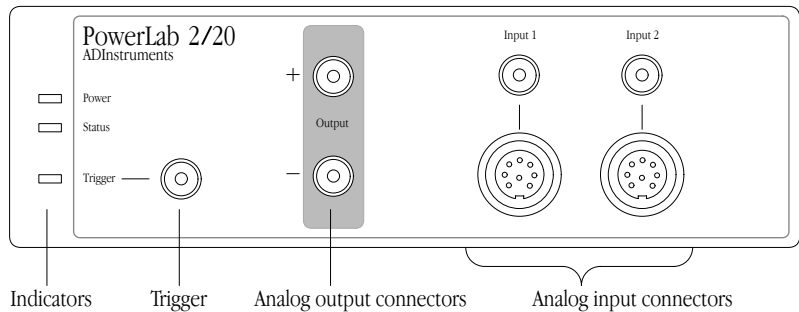 PowerLab 2/20
ADInstruments
Input 1
Input 2
+
Power
Output
Status
Trigger
–
Indicators
Trigger
Analog output connectors
Analog input connectors